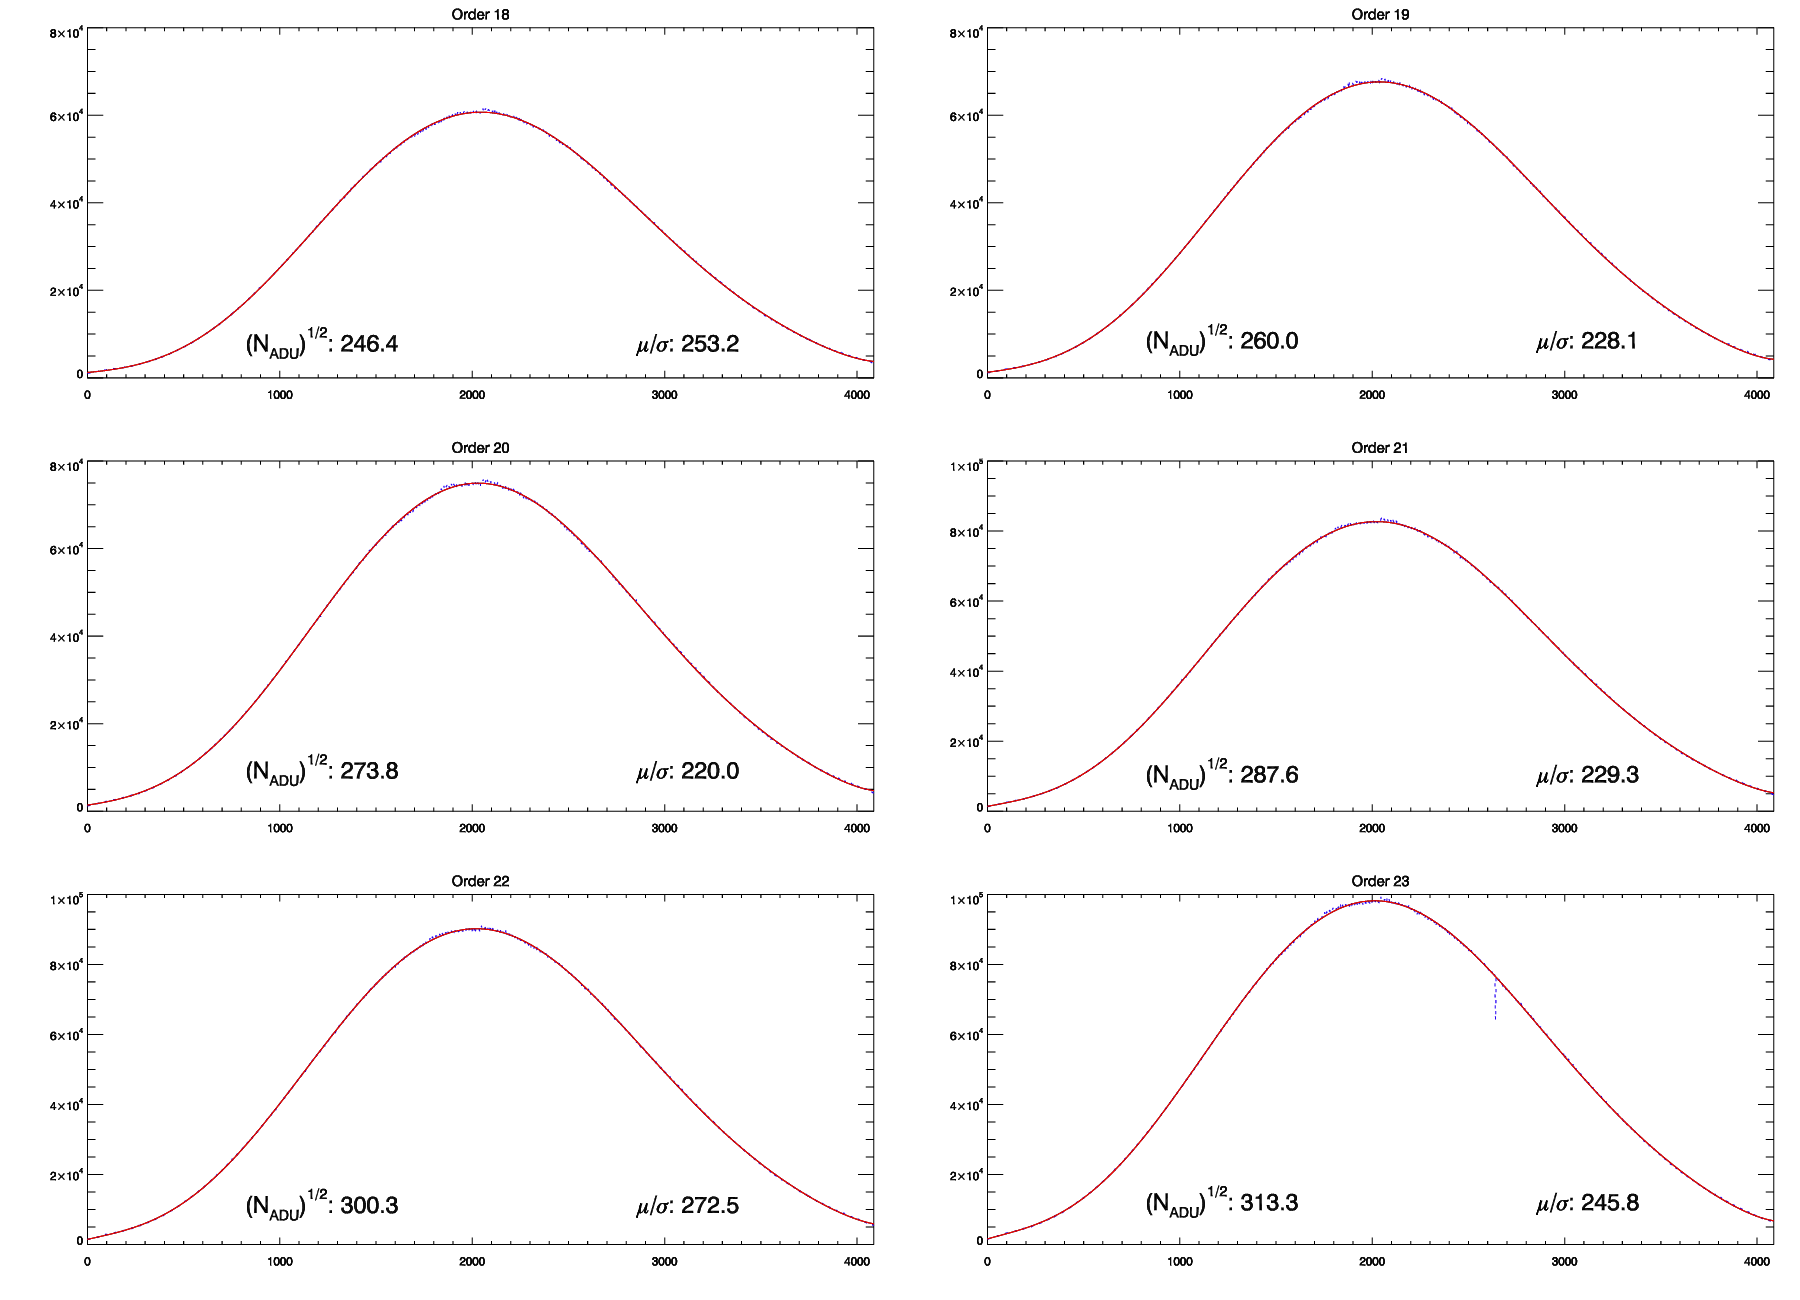 Order 18
8×10⁴
6×10⁴
4×10⁴
2×10⁴
0
(N_ADU)^1/2: 246.4
μ/σ: 253.2
0 1000 2000 3000 4000
Order 19
8×10⁴
6×10⁴
4×10⁴
2×10⁴
0
(N_ADU)^1/2: 260.0
μ/σ: 228.1
0 1000 2000 3000 4000
Order 20
8×10⁴
6×10⁴
4×10⁴
2×10⁴
0
(N_ADU)^1/2: 273.8
μ/σ: 220.0
0 1000 2000 3000 4000
Order 21
1×10⁵
8×10⁴
6×10⁴
4×10⁴
2×10⁴
0
(N_ADU)^1/2: 287.6
μ/σ: 229.3
0 1000 2000 3000 4000
Order 22
1×10⁵
8×10⁴
6×10⁴
4×10⁴
2×10⁴
0
(N_ADU)^1/2: 300.3
μ/σ: 272.5
0 1000 2000 3000 4000
Order 23
1×10⁵
8×10⁴
6×10⁴
4×10⁴
2×10⁴
0
(N_ADU)^1/2: 313.3
μ/σ: 245.8
0 1000 2000 3000 4000